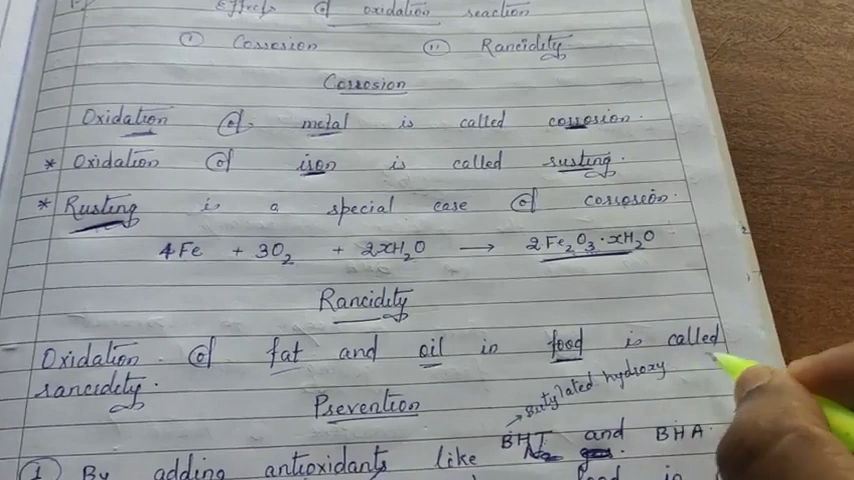 Effects of oxidation reaction
(i) Corrosion (ii) Rancidity
Corrosion
Oxidation of metal is called corrosion.
* Oxidation of iron is called rusting.
* Rusting is a special case of corrosion.
4Fe + 3O₂ + 2xH₂O → 2Fe₂O₃·xH₂O
Rancidity
Oxidation of fat and oil in food is called
rancidity.
Prevention
→ Butylated hydroxy
(1) By adding antioxidants like BHT and BHA.
food in